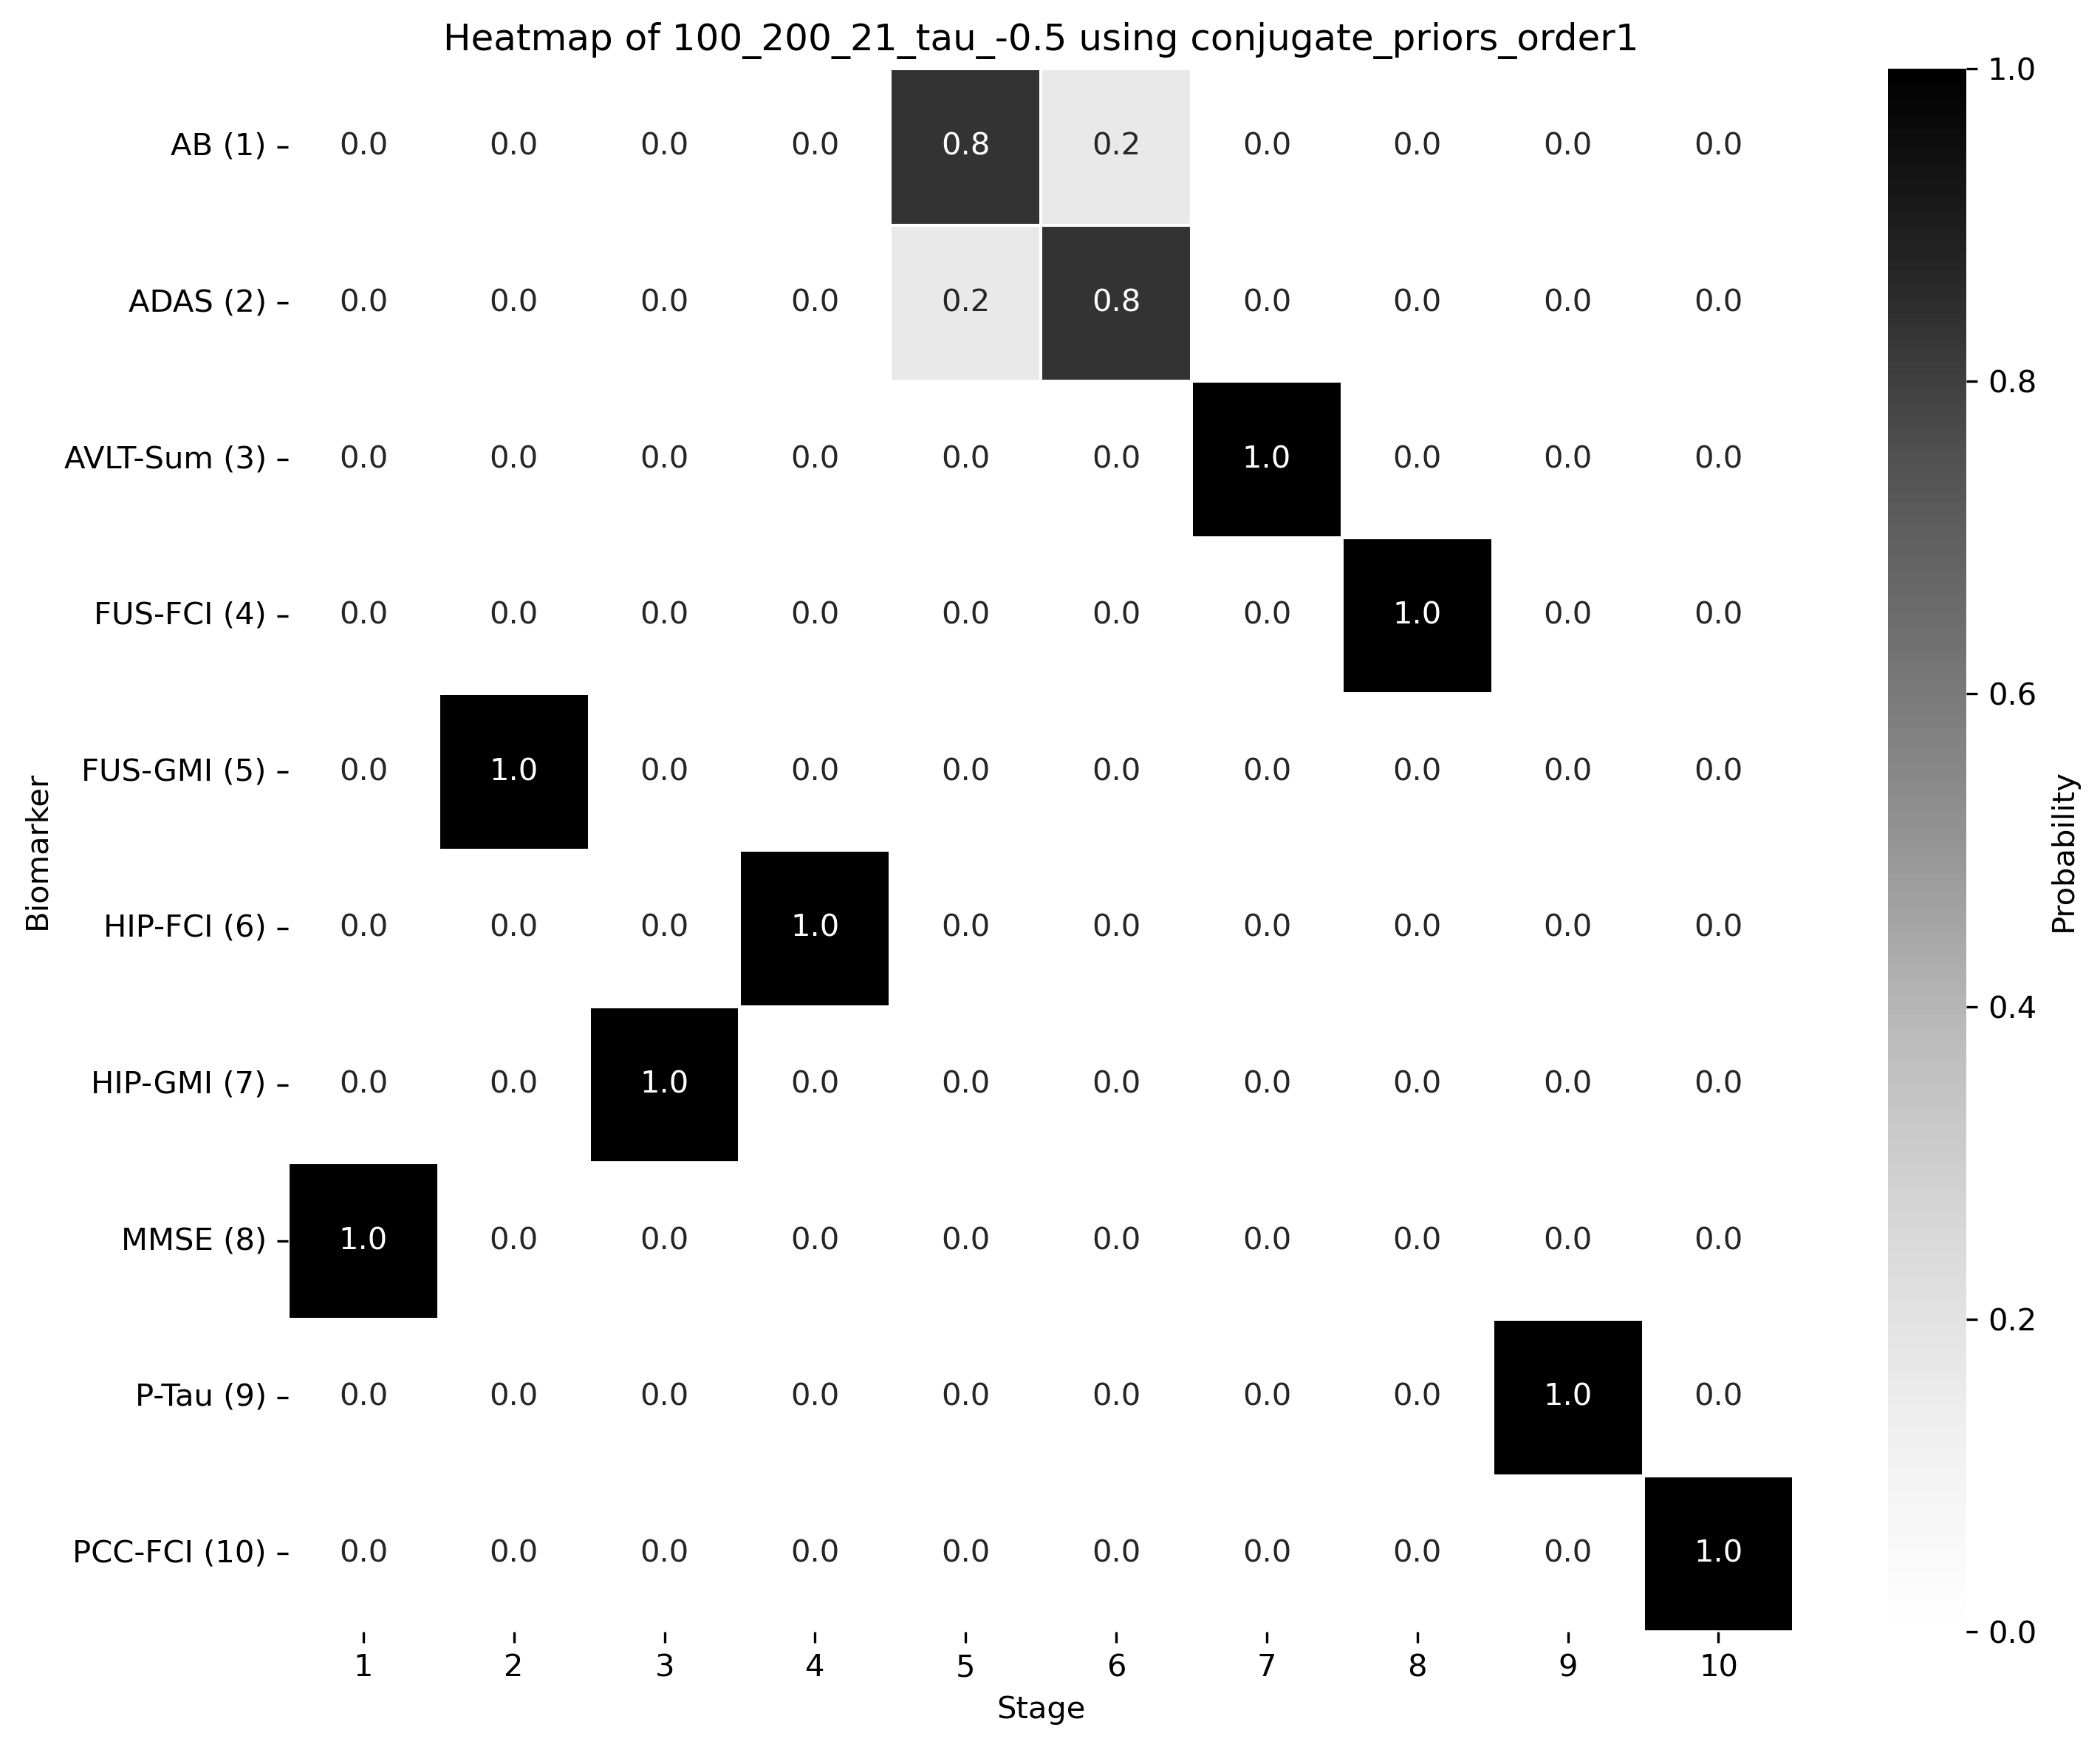 Heatmap of 100_200_21_tau_-0.5 using conjugate_priors_order1
Biomarker
AB (1) 0.0 0.0 0.0 0.0 0.8 0.2 0.0 0.0 0.0 0.0
ADAS (2) 0.0 0.0 0.0 0.0 0.2 0.8 0.0 0.0 0.0 0.0
AVLT-Sum (3) 0.0 0.0 0.0 0.0 0.0 0.0 1.0 0.0 0.0 0.0
FUS-FCI (4) 0.0 0.0 0.0 0.0 0.0 0.0 0.0 1.0 0.0 0.0
FUS-GMI (5) 0.0 1.0 0.0 0.0 0.0 0.0 0.0 0.0 0.0 0.0
HIP-FCI (6) 0.0 0.0 0.0 1.0 0.0 0.0 0.0 0.0 0.0 0.0
HIP-GMI (7) 0.0 0.0 1.0 0.0 0.0 0.0 0.0 0.0 0.0 0.0
MMSE (8) 1.0 0.0 0.0 0.0 0.0 0.0 0.0 0.0 0.0 0.0
P-Tau (9) 0.0 0.0 0.0 0.0 0.0 0.0 0.0 0.0 1.0 0.0
PCC-FCI (10) 0.0 0.0 0.0 0.0 0.0 0.0 0.0 0.0 0.0 1.0
1 2 3 4 5 6 7 8 9 10
Stage
1.0
0.8
0.6
0.4
0.2
0.0
Probability